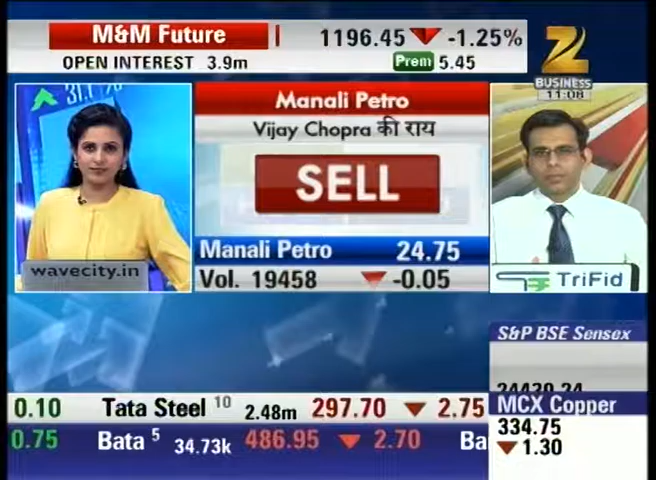 M&M Future
1196.45 -1.25%
OPEN INTEREST 3.9m
Prem 5.45
Z
BUSINESS
11:08
Manali Petro
Vijay Chopra की राय
SELL
Manali Petro 24.75
Vol. 19458 -0.05
wavecity.in
TriFid
S&P BSE Sensex
24430.24
0.10 Tata Steel 10 2.48m 297.70 2.75
MCX Copper
334.75
1.30
0.75 Bata 5 34.73k 486.95 2.70 Ba